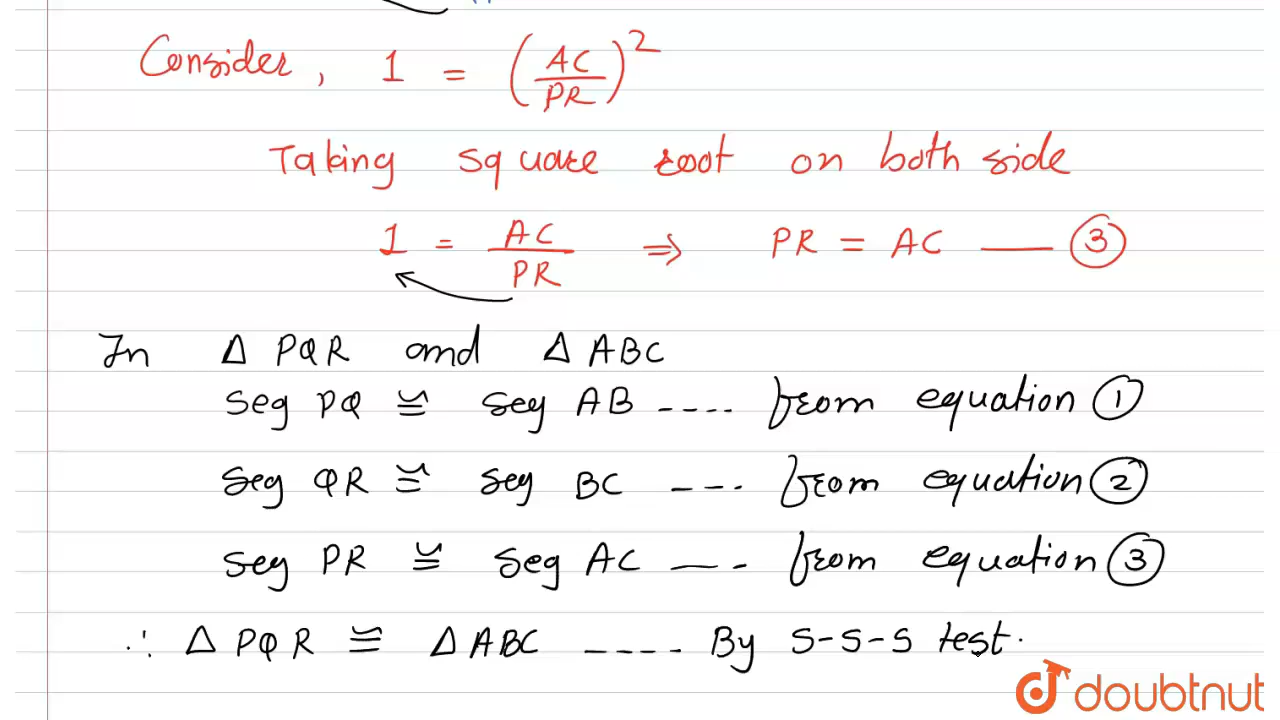 Consider, 1 = (AC/PR)²
Taking square root on both side
1 = AC/PR ⇒ PR = AC —— ③
In Δ PQR and Δ ABC
seg PQ ≅ seg AB ---- from equation ①
seg QR ≅ seg BC --- from equation ②
seg PR ≅ seg AC --- from equation ③
∴ Δ PQR ≅ Δ ABC ---- By S-S-S test.
doubtnut